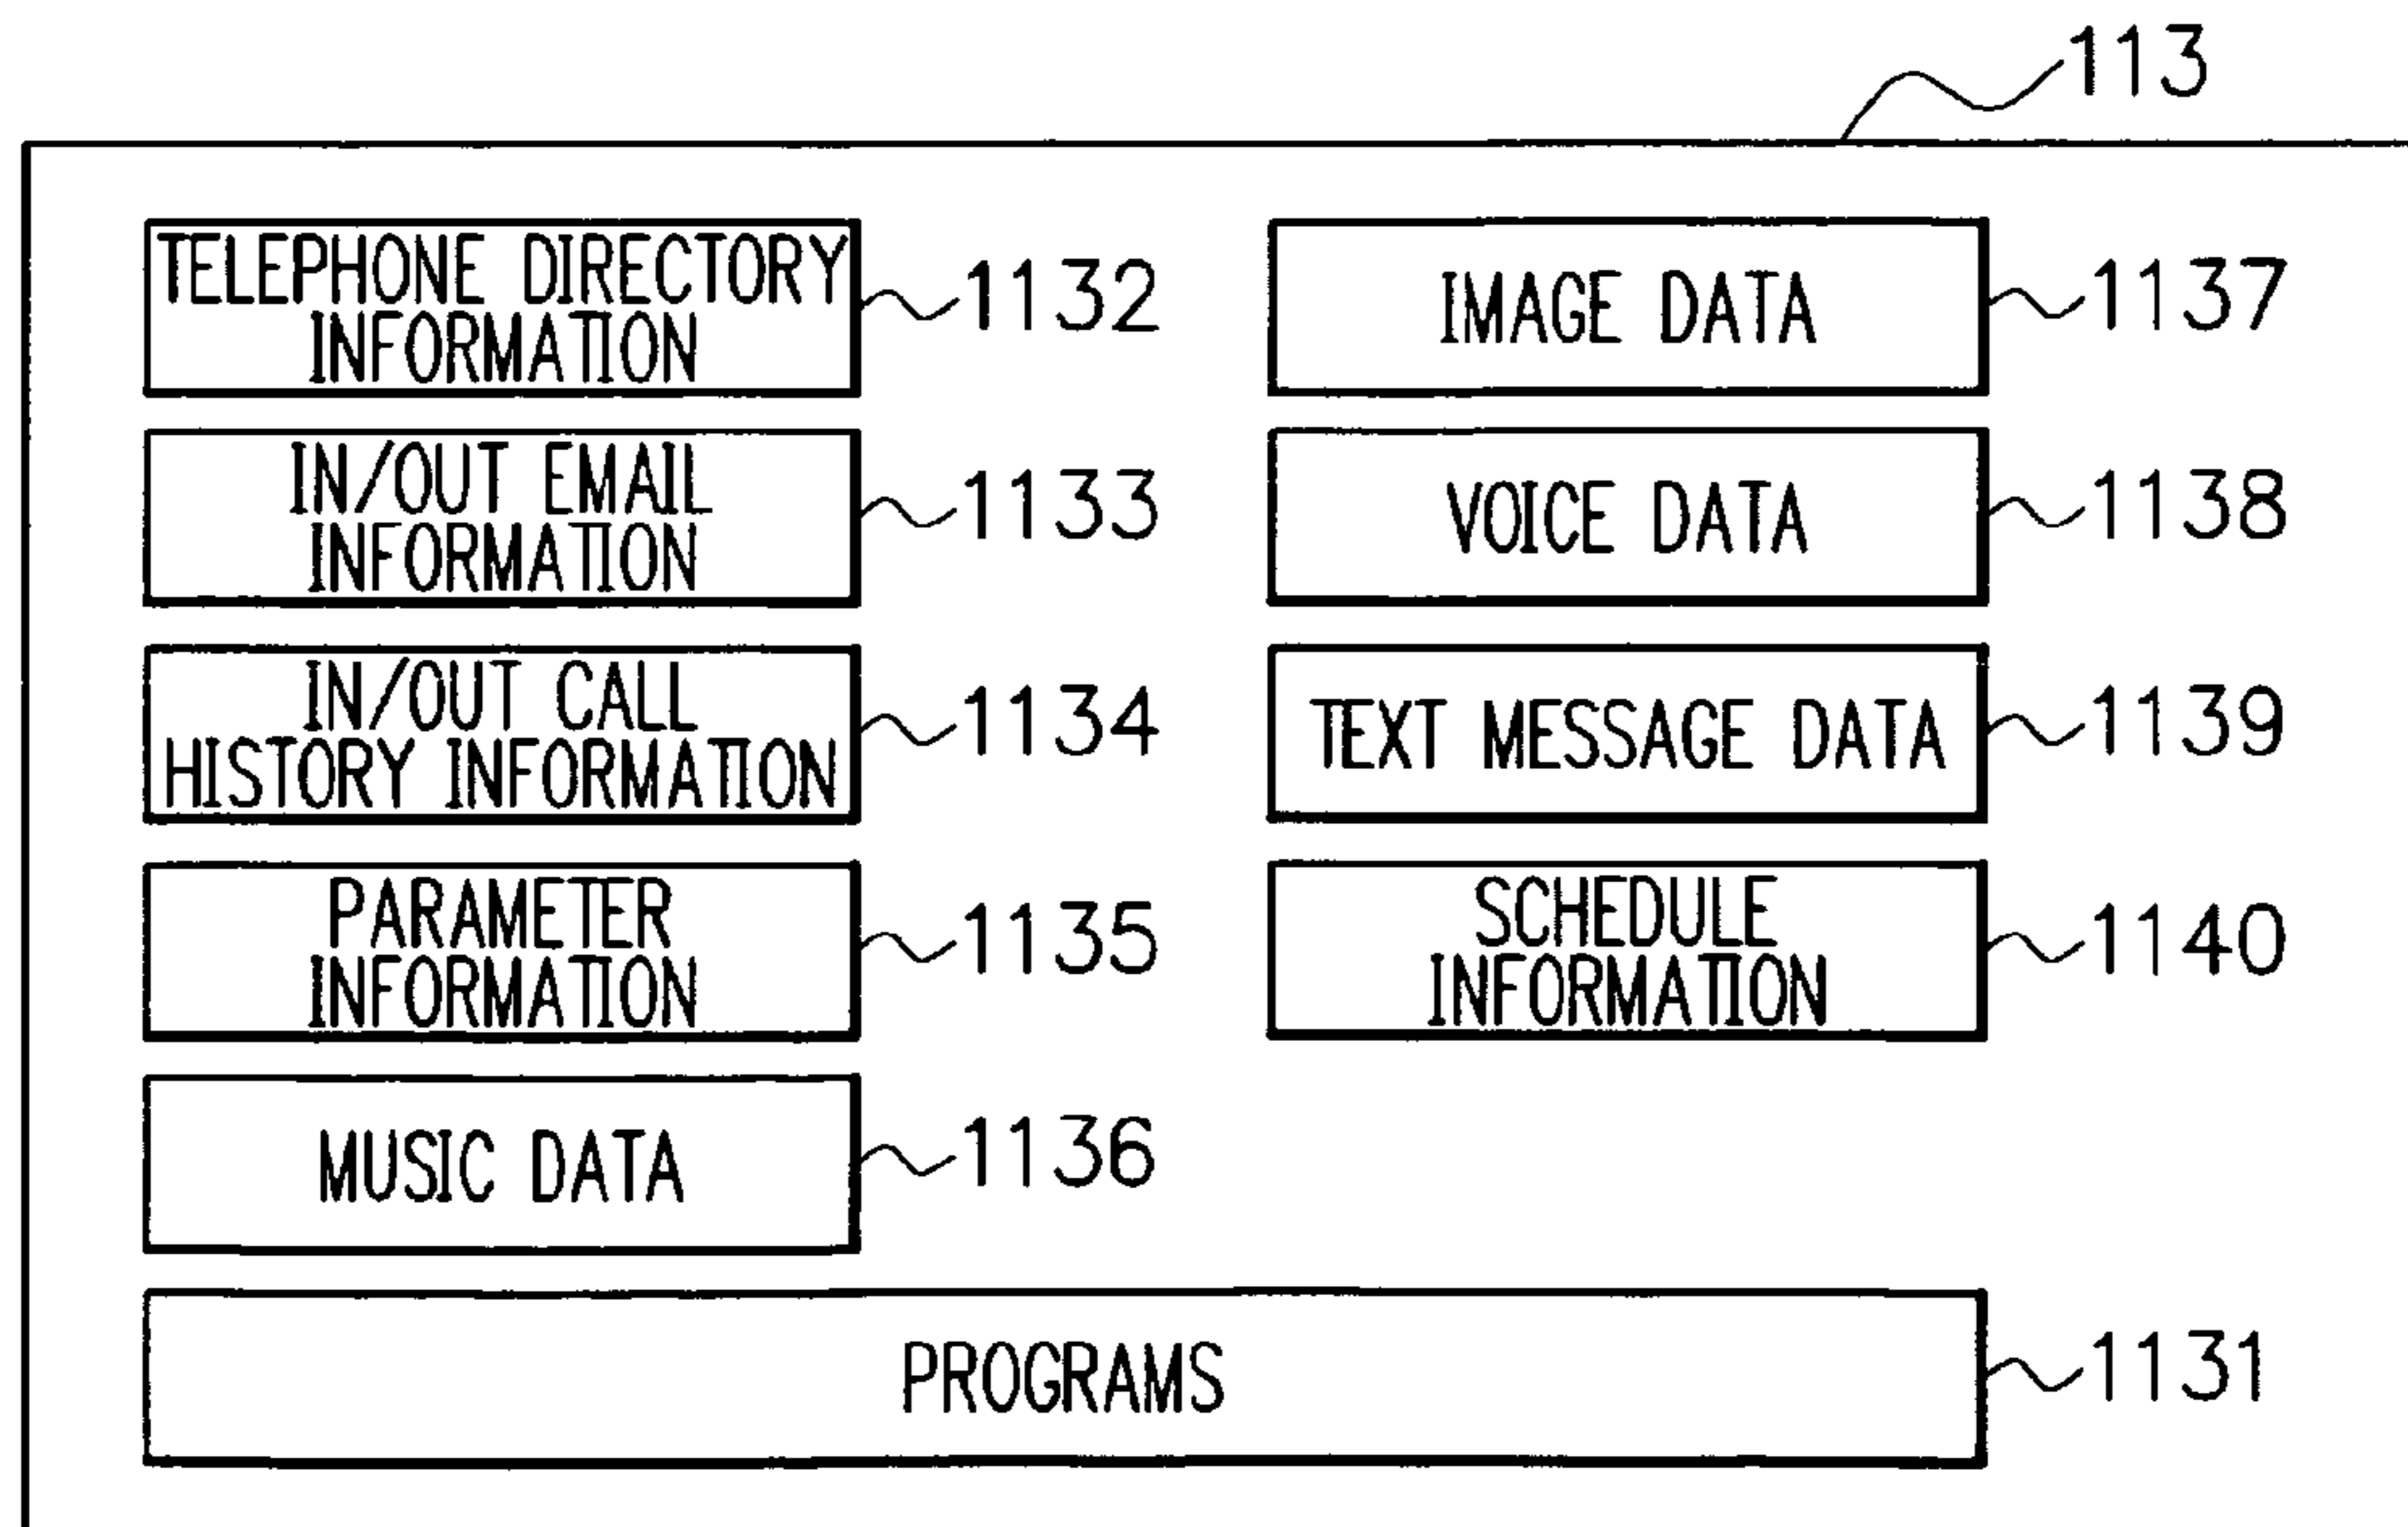 113
TELEPHONE DIRECTORY
INFORMATION
1132
IN/OUT EMAIL
INFORMATION
1133
IN/OUT CALL
HISTORY INFORMATION
1134
PARAMETER
INFORMATION
1135
MUSIC DATA
1136
IMAGE DATA
1137
VOICE DATA
1138
TEXT MESSAGE DATA
1139
SCHEDULE
INFORMATION
1140
PROGRAMS
1131